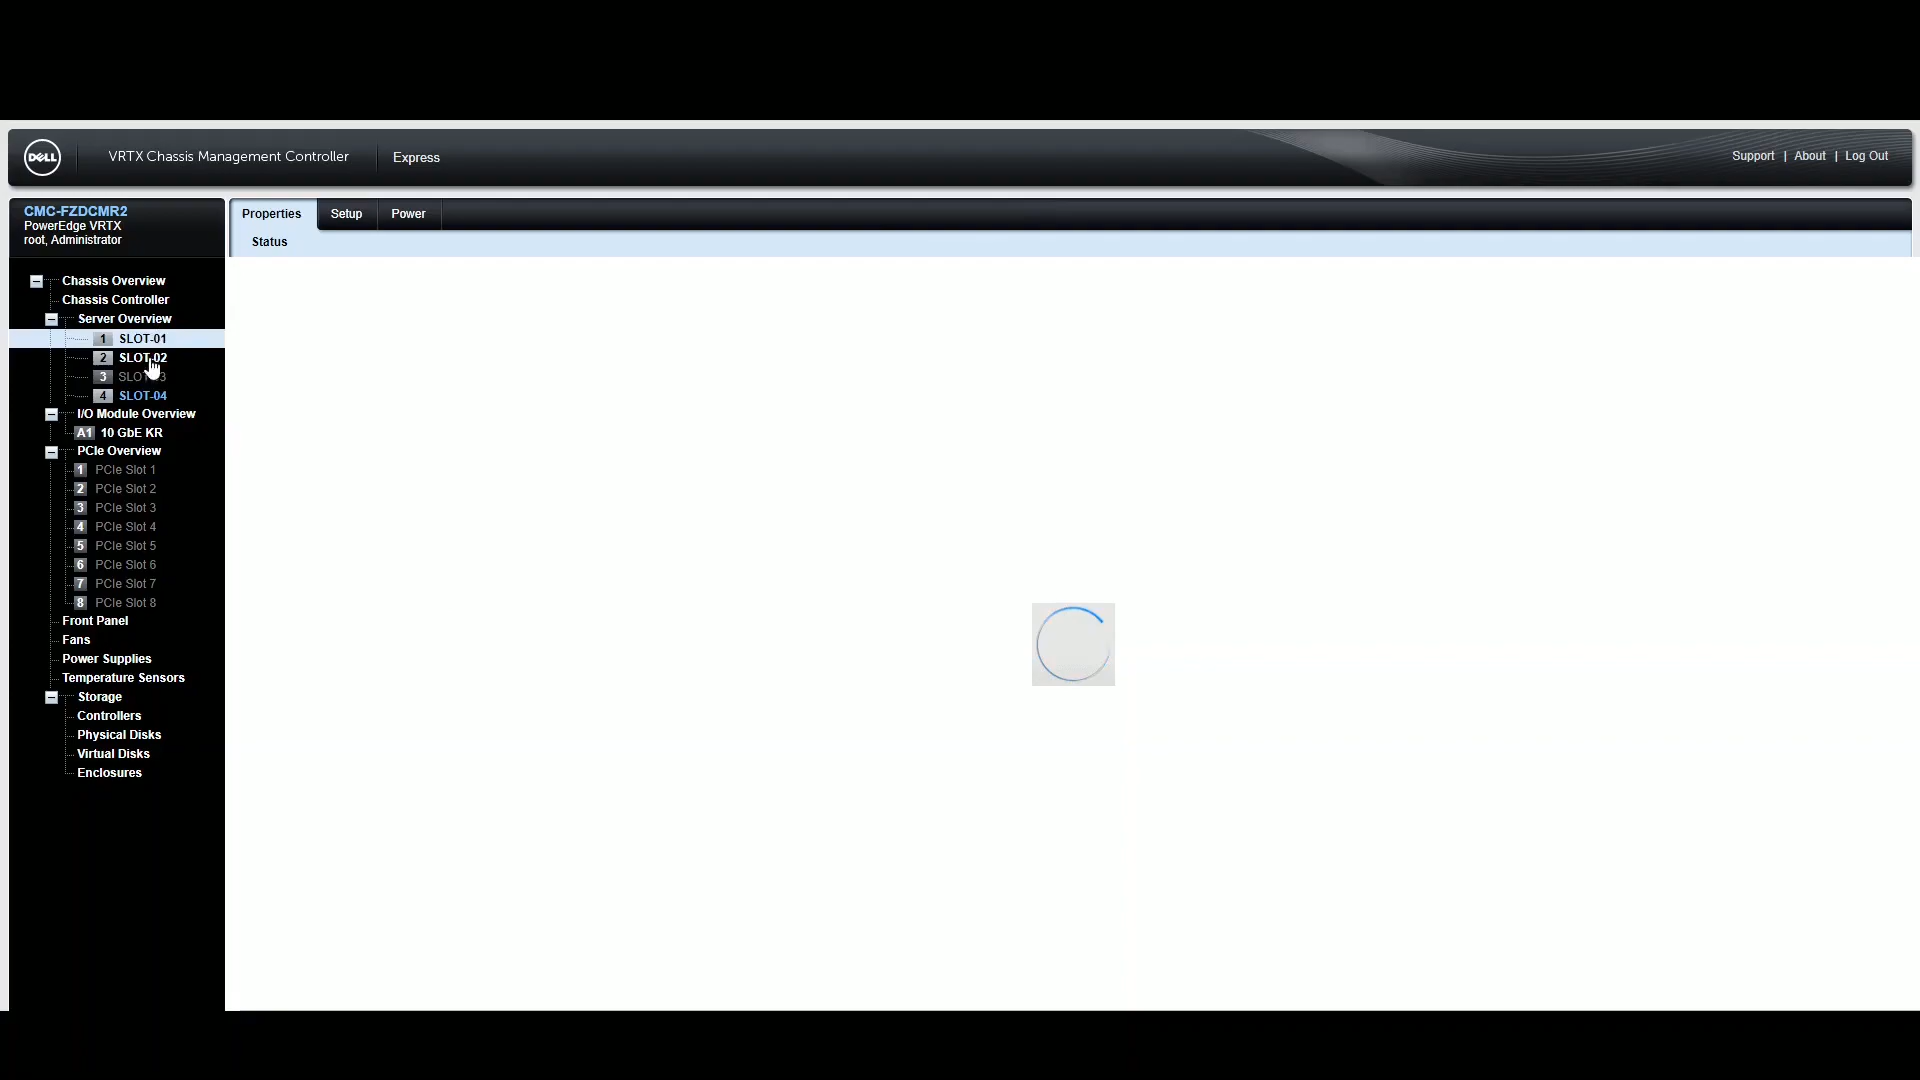 DELL
VRTX Chassis Management Controller
Express
Support | About | Log Out
CMC-FZDCMR2
PowerEdge VRTX
root, Administrator
Properties
Setup
Power
Status
Chassis Overview
Chassis Controller
Server Overview
1 SLOT-01
2 SLOT-02
3
4 SLOT-04
I/O Module Overview
A1 10 GbE KR
PCIe Overview
1 PCIe Slot 1
2 PCIe Slot 2
3 PCIe Slot 3
4 PCIe Slot 4
5 PCIe Slot 5
6 PCIe Slot 6
7 PCIe Slot 7
8 PCIe Slot 8
Front Panel
Fans
Power Supplies
Temperature Sensors
Storage
Controllers
Physical Disks
Virtual Disks
Enclosures